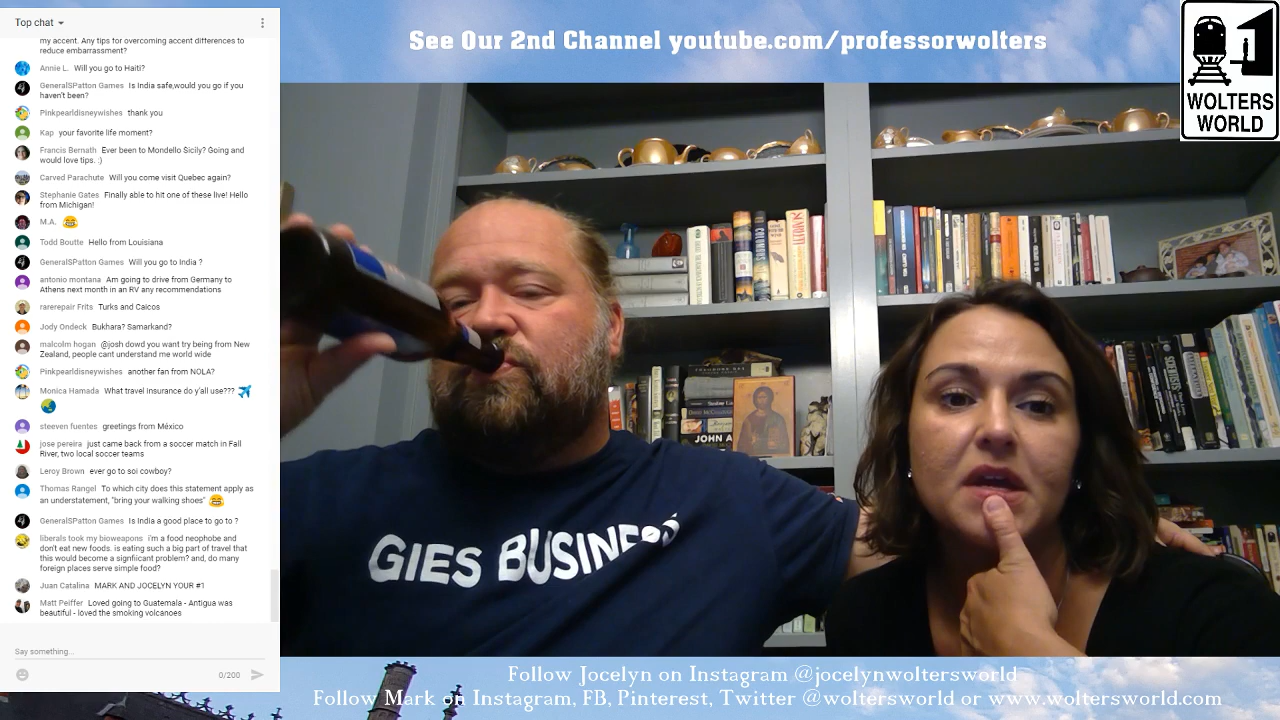 Top chat
my accent. Any tips for overcoming accent differences to
reduce embarrassment?
Annie L. Will you go to Haiti?
GeneralSPatton Games Is India safe,would you go if you
haven't been?
Pinkpearldisneywishes thank you
Kap your favorite life moment?
Francis Bernath Ever been to Mondello Sicily? Going and
would love tips. :)
Carved Parachute Will you come visit Quebec again?
Stephanie Gates Finally able to hit one of these live! Hello
from Michigan!
M.A.
Todd Boutte Hello from Louisiana
GeneralSPatton Games Will you go to India ?
antonio montana Am going to drive from Germany to
Athens next month in an RV any recommendations
rarerepair Frits Turks and Caicos
Jody Ondeck Bukhara? Samarkand?
malcolm hogan @josh dowd you want try being from New
Zealand, people cant understand me world wide
Pinkpearldisneywishes another fan from NOLA?
Monica Hamada What travel insurance do y'all use???
steeven fuentes greetings from México
jose pereira just came back from a soccer match in Fall
River, two local soccer teams
Leroy Brown ever go to soi cowboy?
Thomas Rangel To which city does this statement apply as
an understatement, "bring your walking shoes"
GeneralSPatton Games Is India a good place to go to ?
liberals took my bioweapons i'm a food neophobe and
don't eat new foods. is eating such a big part of travel that
this would become a signfiicant problem? and, do many
foreign places serve simple food?
Juan Catalina MARK AND JOCELYN YOUR #1
Matt Peiffer Loved going to Guatemala - Antigua was
beautiful - loved the smoking volcanoes
Say something...
0/200
See Our 2nd Channel youtube.com/professorwolters
WOLTERS
WORLD
GIES BUSINESS
JOHN A
Follow Jocelyn on Instagram @jocelynwoltersworld
Follow Mark on Instagram, FB, Pinterest, Twitter @woltersworld or www.woltersworld.com